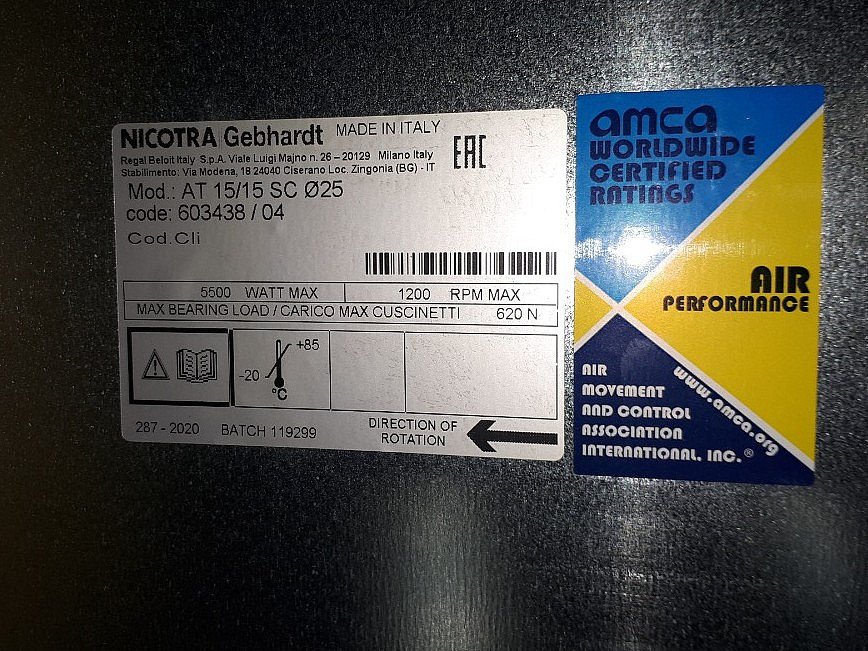 NICOTRA Gebhardt MADE IN ITALY
Regal Beloit Italy S.p.A. Viale Luigi Majno n. 26 – 20129 Milano Italy
Stabilimento: Via Modena, 18 24040 Ciserano Loc. Zingonia (BG) - IT
EAC
Mod.: AT 15/15 SC Ø25
code: 603438 / 04
Cod.Cli
5500 WATT MAX 1200 RPM MAX
MAX BEARING LOAD / CARICO MAX CUSCINETTI 620 N
+85
-20
°C
287 - 2020 BATCH 119299
DIRECTION OF
ROTATION
amca
WORLDWIDE
CERTIFIED
RATINGS
AIR
PERFORMANCE
AIR
MOVEMENT
AND CONTROL
ASSOCIATION
INTERNATIONAL, INC.®
www.amca.org